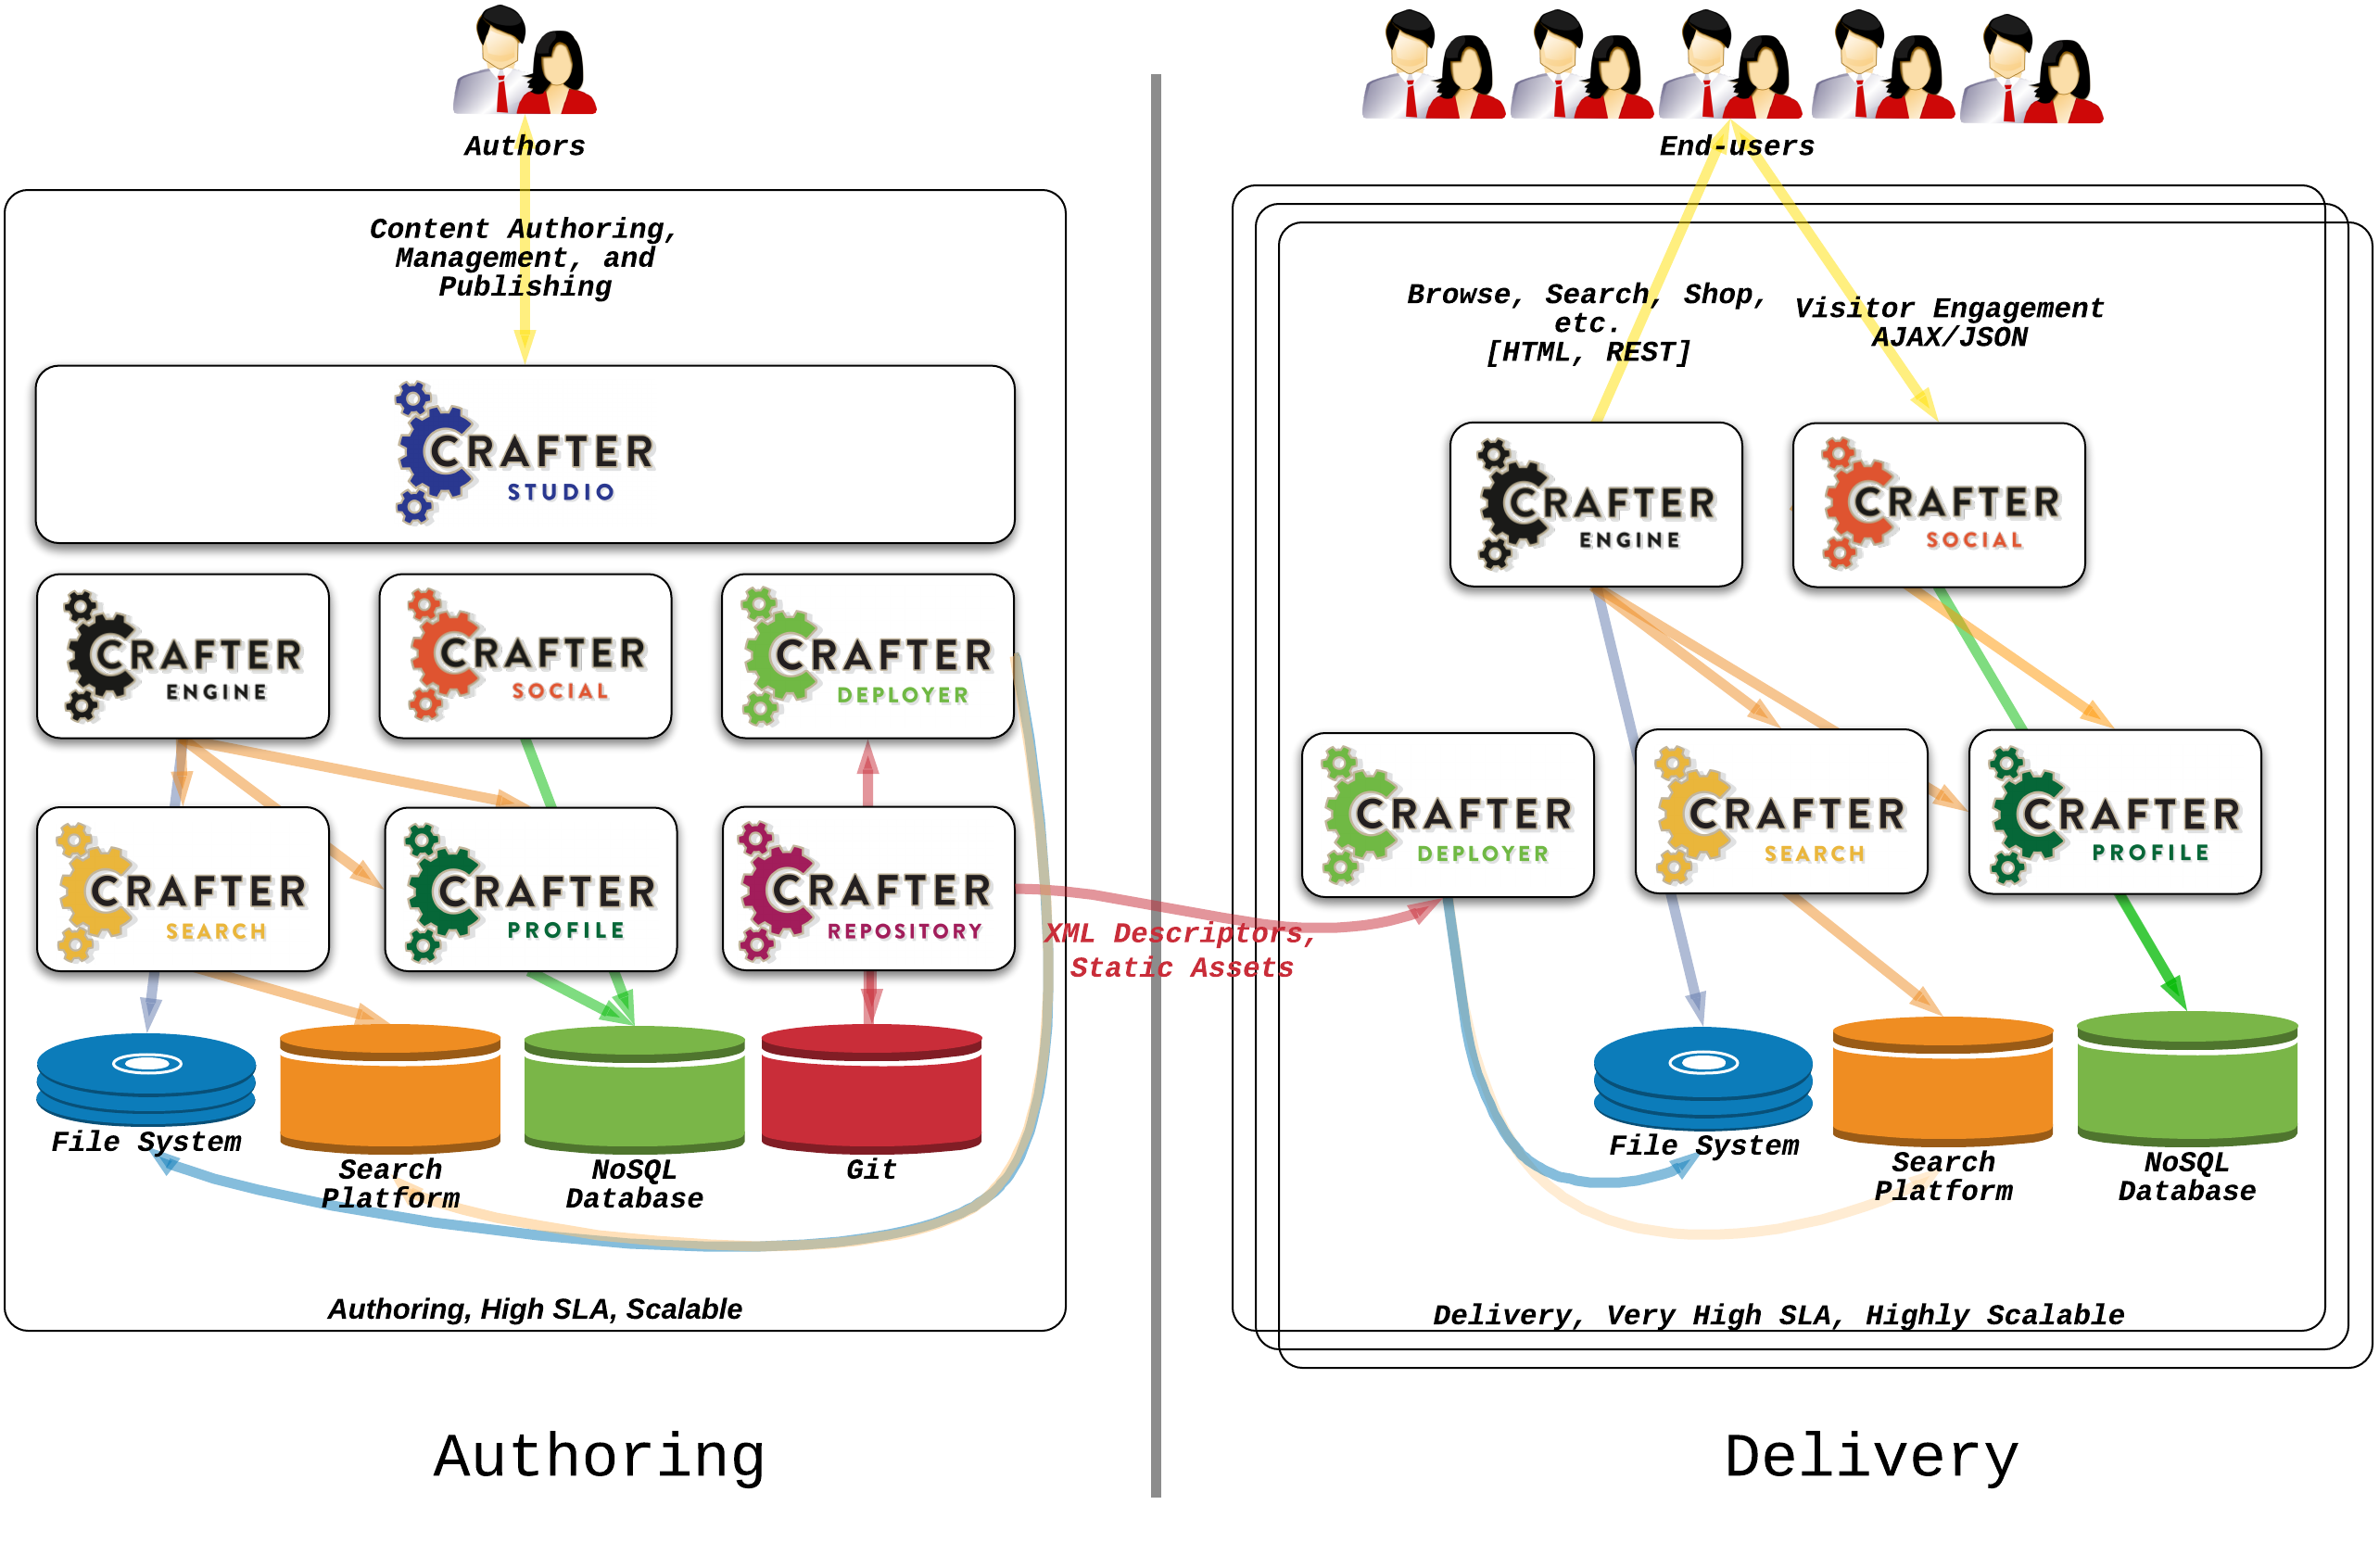 Authors
Content Authoring,
Management, and
Publishing
CRAFTER
STUDIO
CRAFTER
ENGINE
CRAFTER
SOCIAL
CRAFTER
DEPLOYER
CRAFTER
SEARCH
CRAFTER
PROFILE
CRAFTER
REPOSITORY
File System
Search
Platform
NoSQL
Database
Git
Authoring, High SLA, Scalable
Authoring
XML Descriptors,
Static Assets
End-users
Browse, Search, Shop,
etc.
[HTML, REST]
Visitor Engagement
AJAX/JSON
CRAFTER
ENGINE
CRAFTER
SOCIAL
CRAFTER
DEPLOYER
CRAFTER
SEARCH
CRAFTER
PROFILE
File System
Search
Platform
NoSQL
Database
Delivery, Very High SLA, Highly Scalable
Delivery